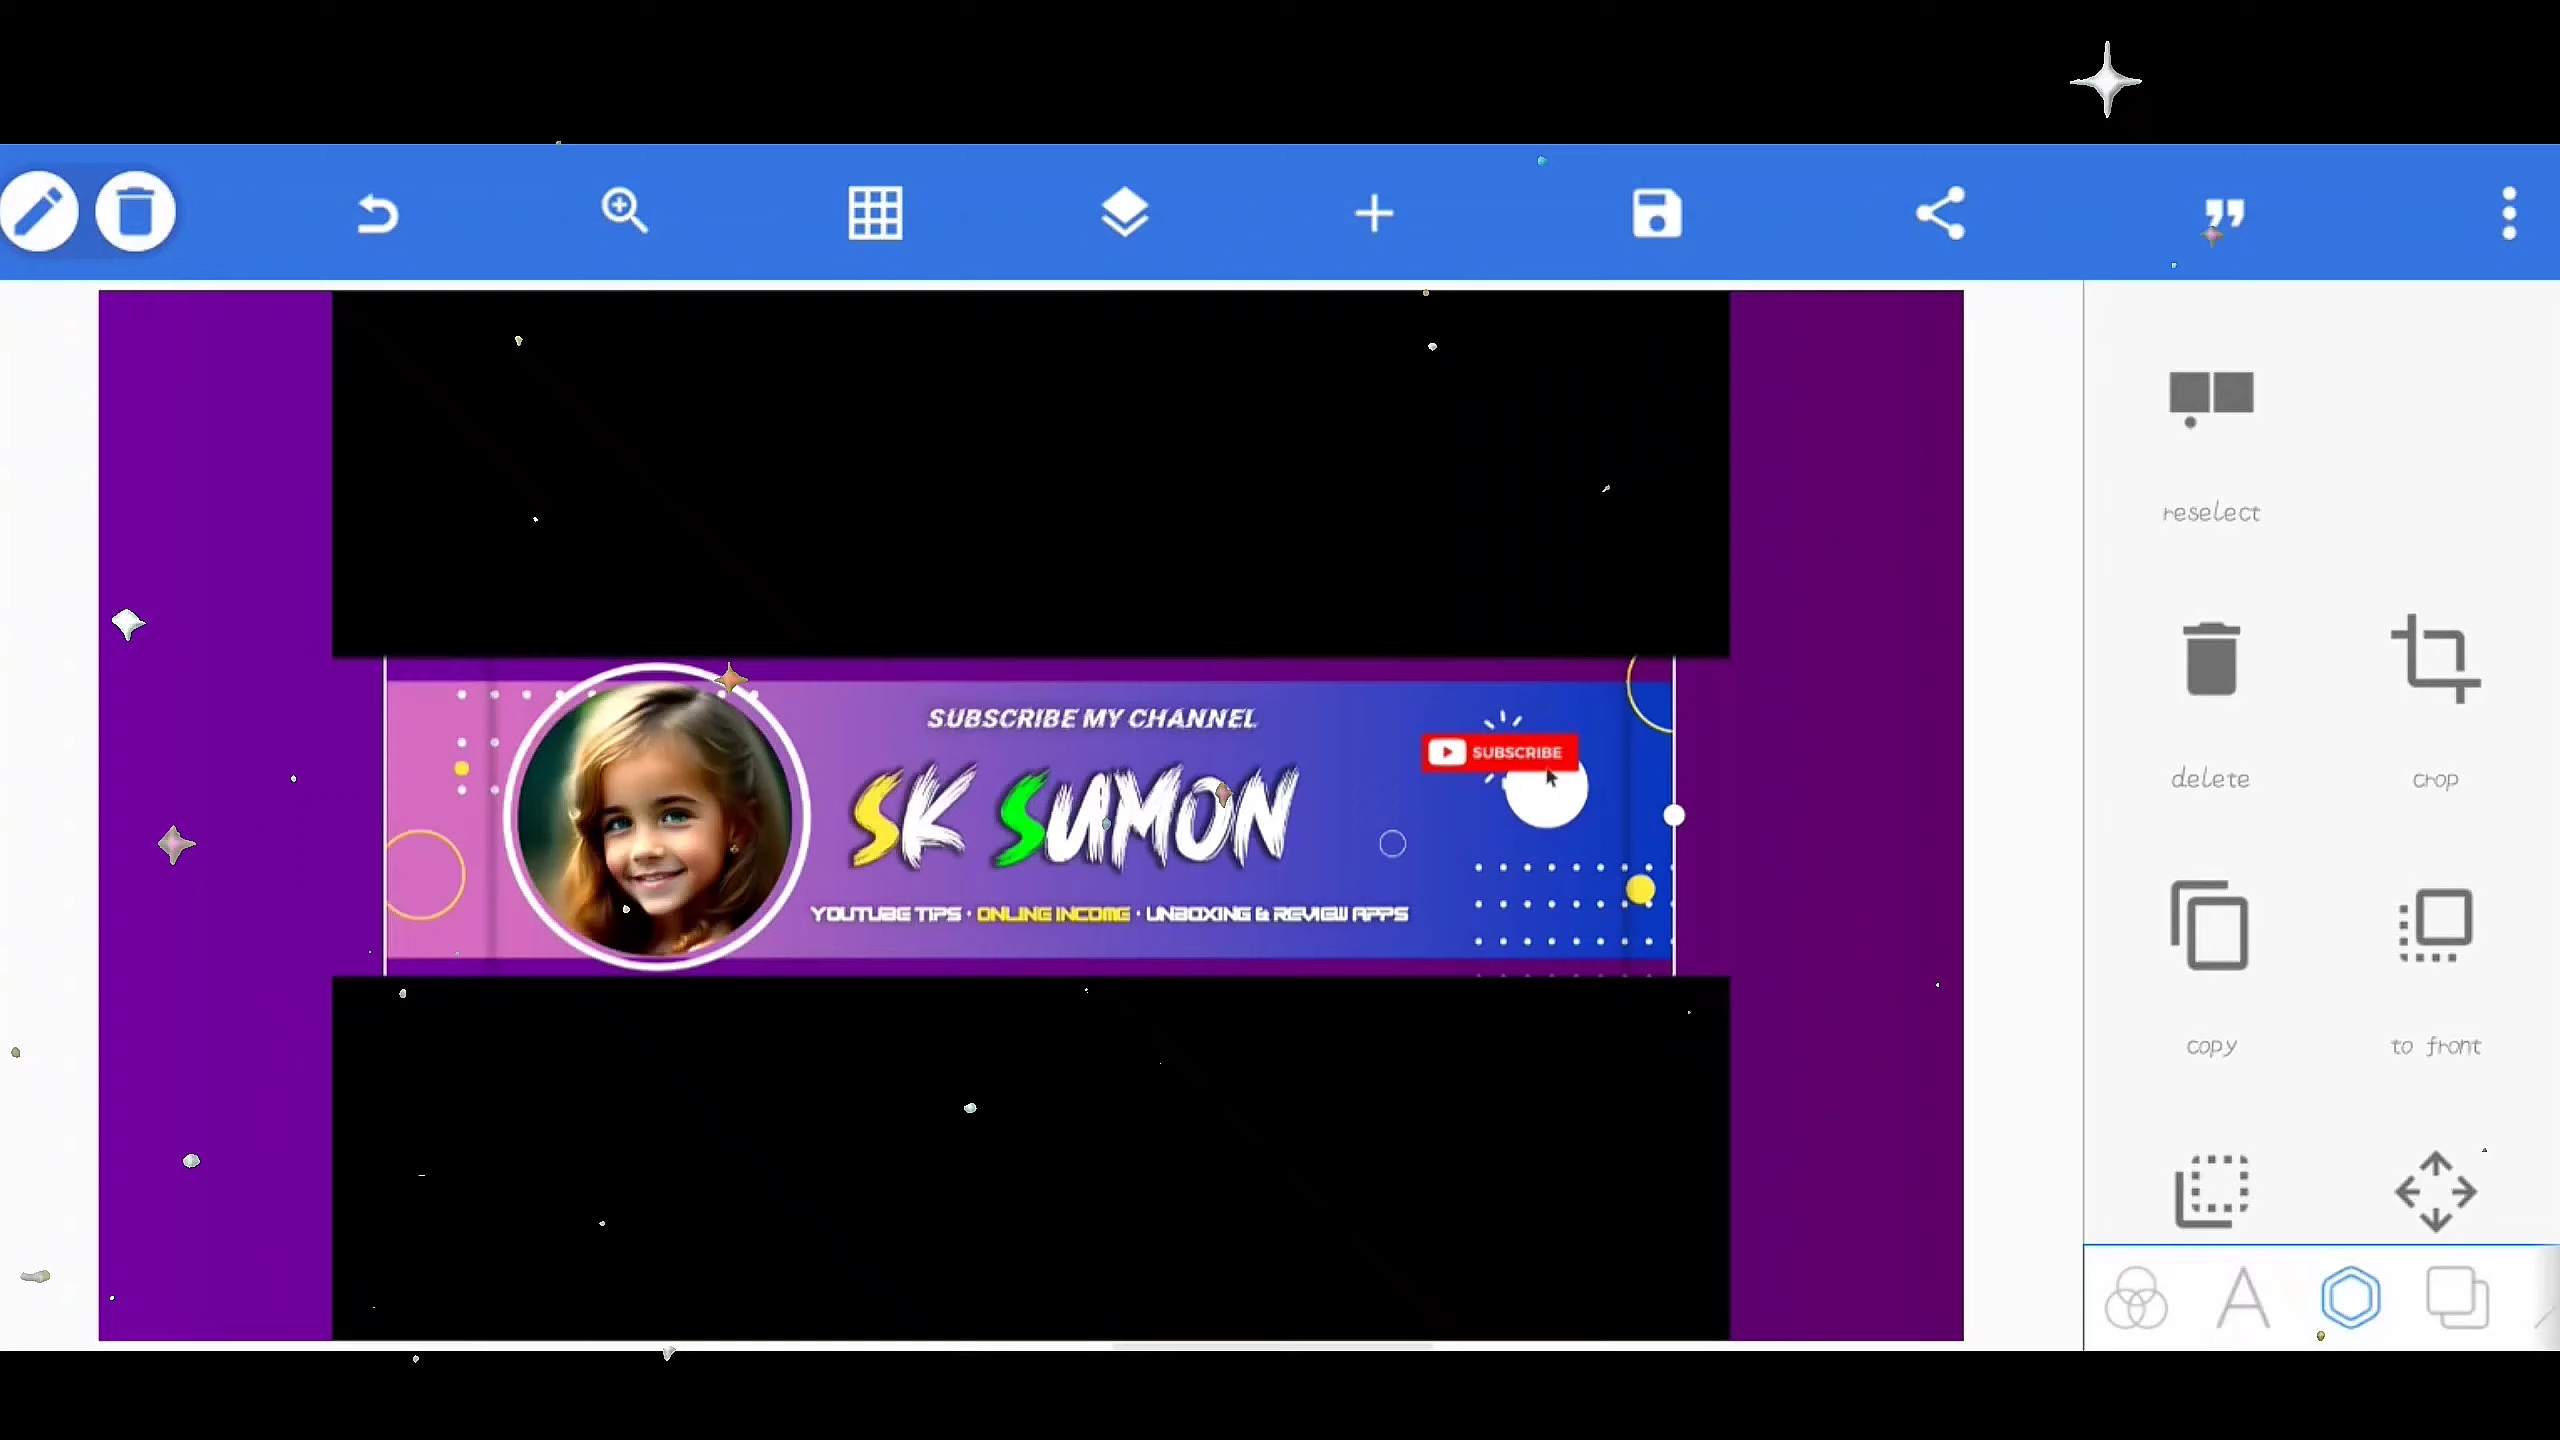 reselect
delete
crop
copy
to front
SUBSCRIBE MY CHANNEL
SUBSCRIBE
SK SUMON
YOUTUBE TIPS · ONLINE INCOME · UNBOXING & REVIEW APPS